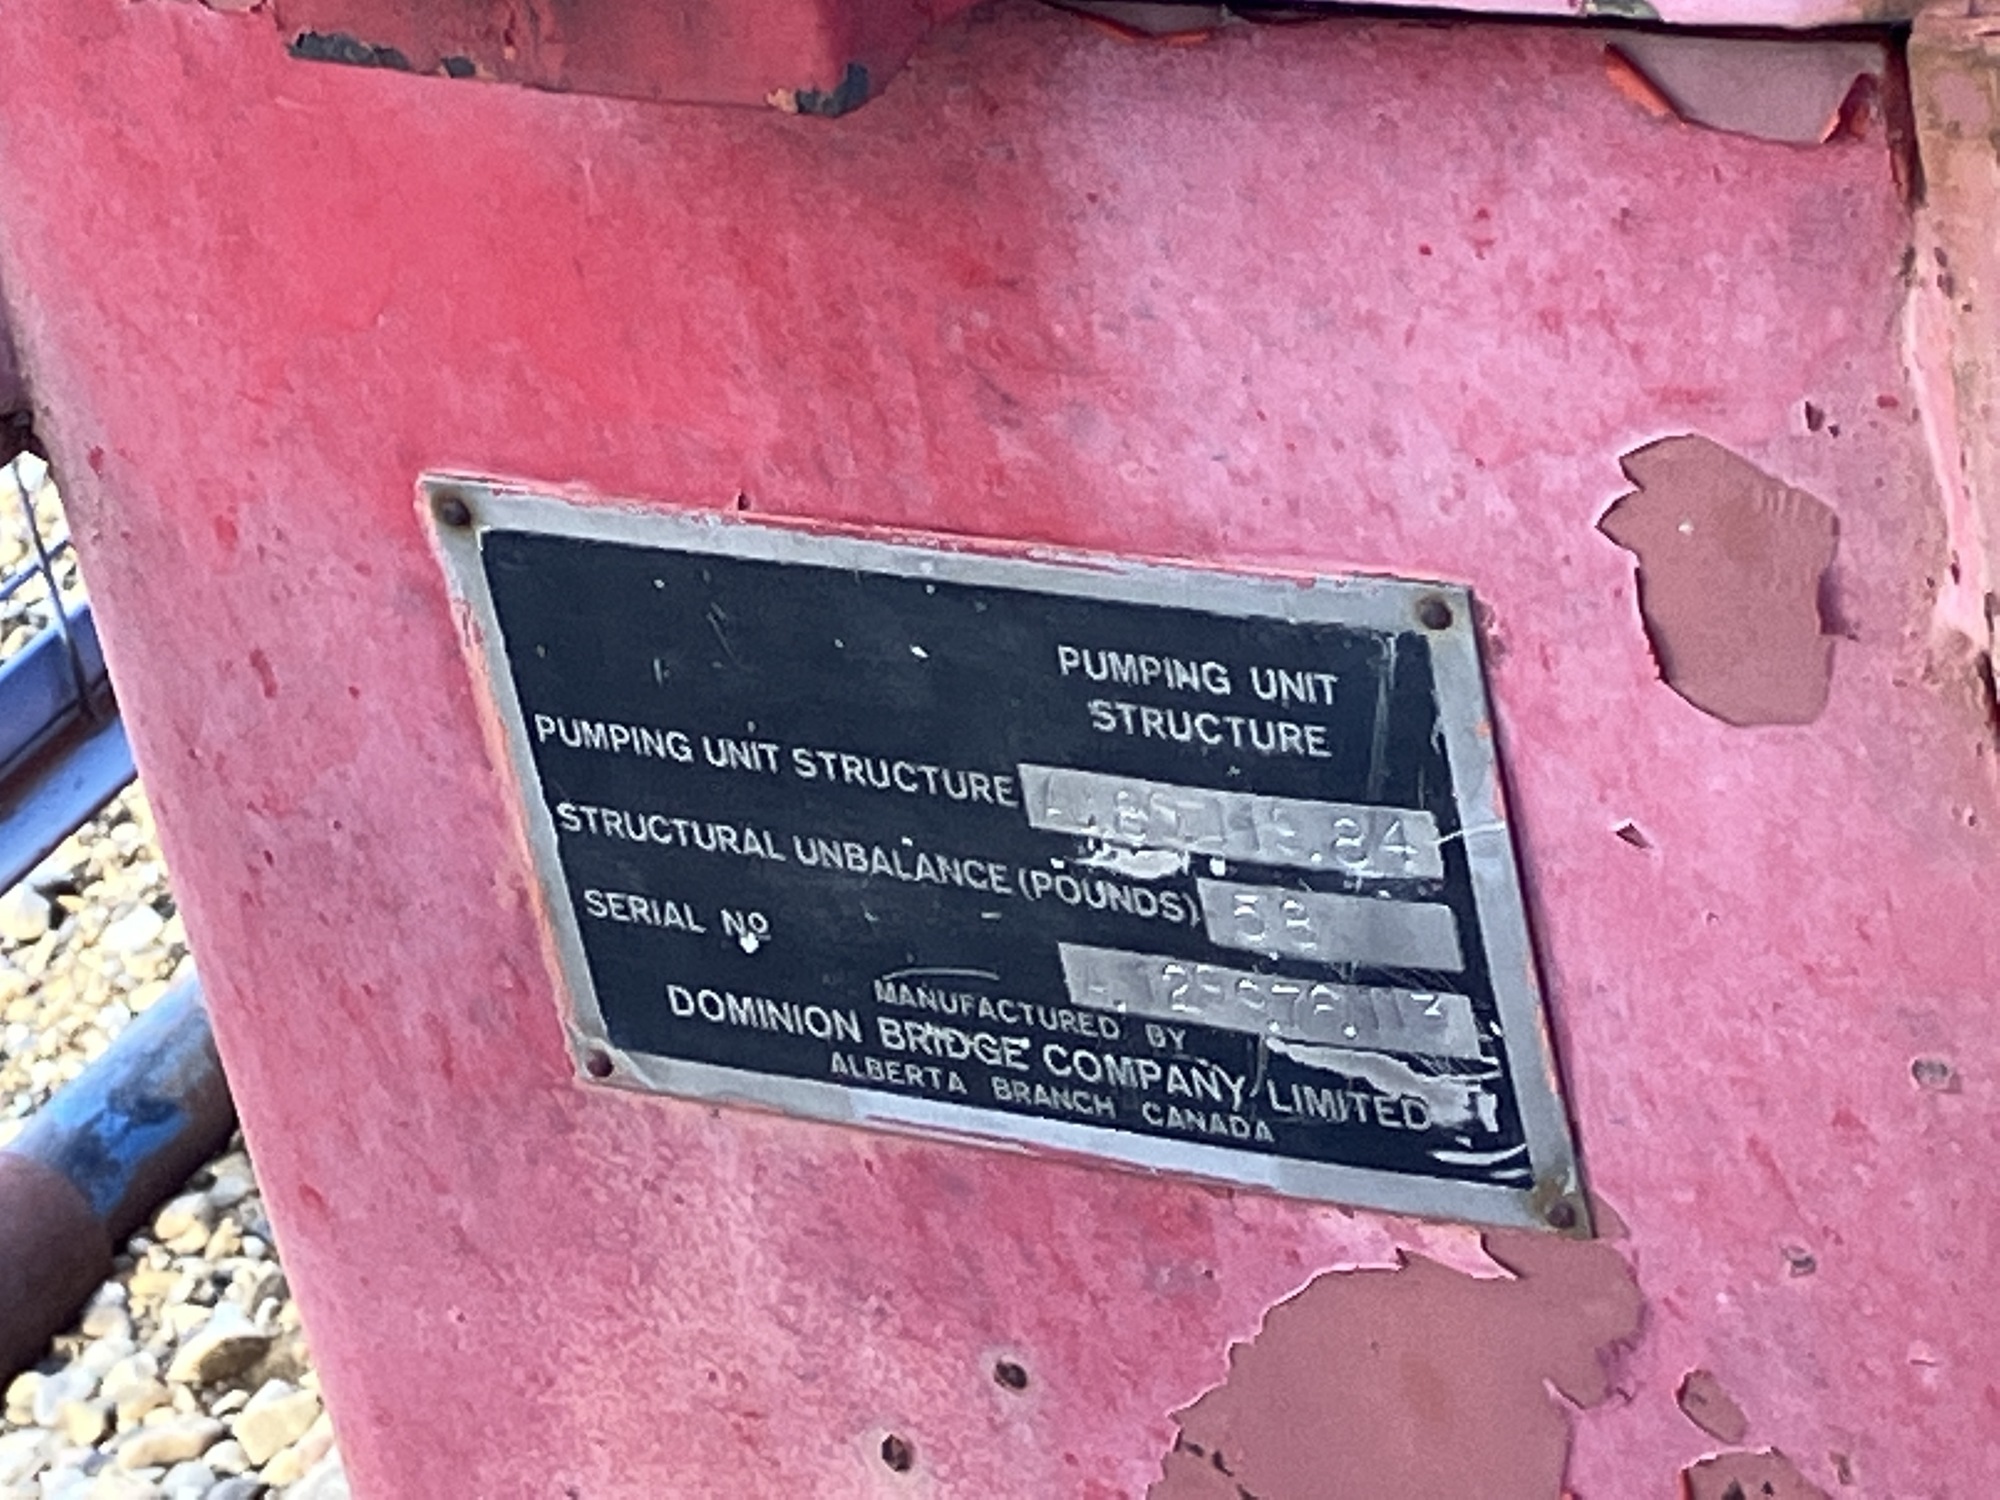 PUMPING UNIT
STRUCTURE
PUMPING UNIT STRUCTURE
STRUCTURAL UNBALANCE (POUNDS) 58
SERIAL Nº
MANUFACTURED BY
DOMINION BRIDGE COMPANY, LIMITED
ALBERTA BRANCH CANADA